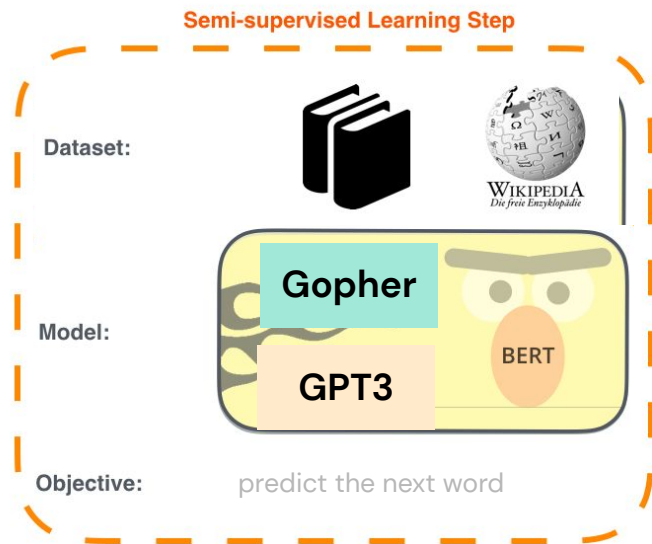 Semi-supervised Learning Step
Dataset:
WIKIPEDIA
Die freie Enzyklopädie
Model:
Gopher
GPT3
BERT
Objective:
predict the next word